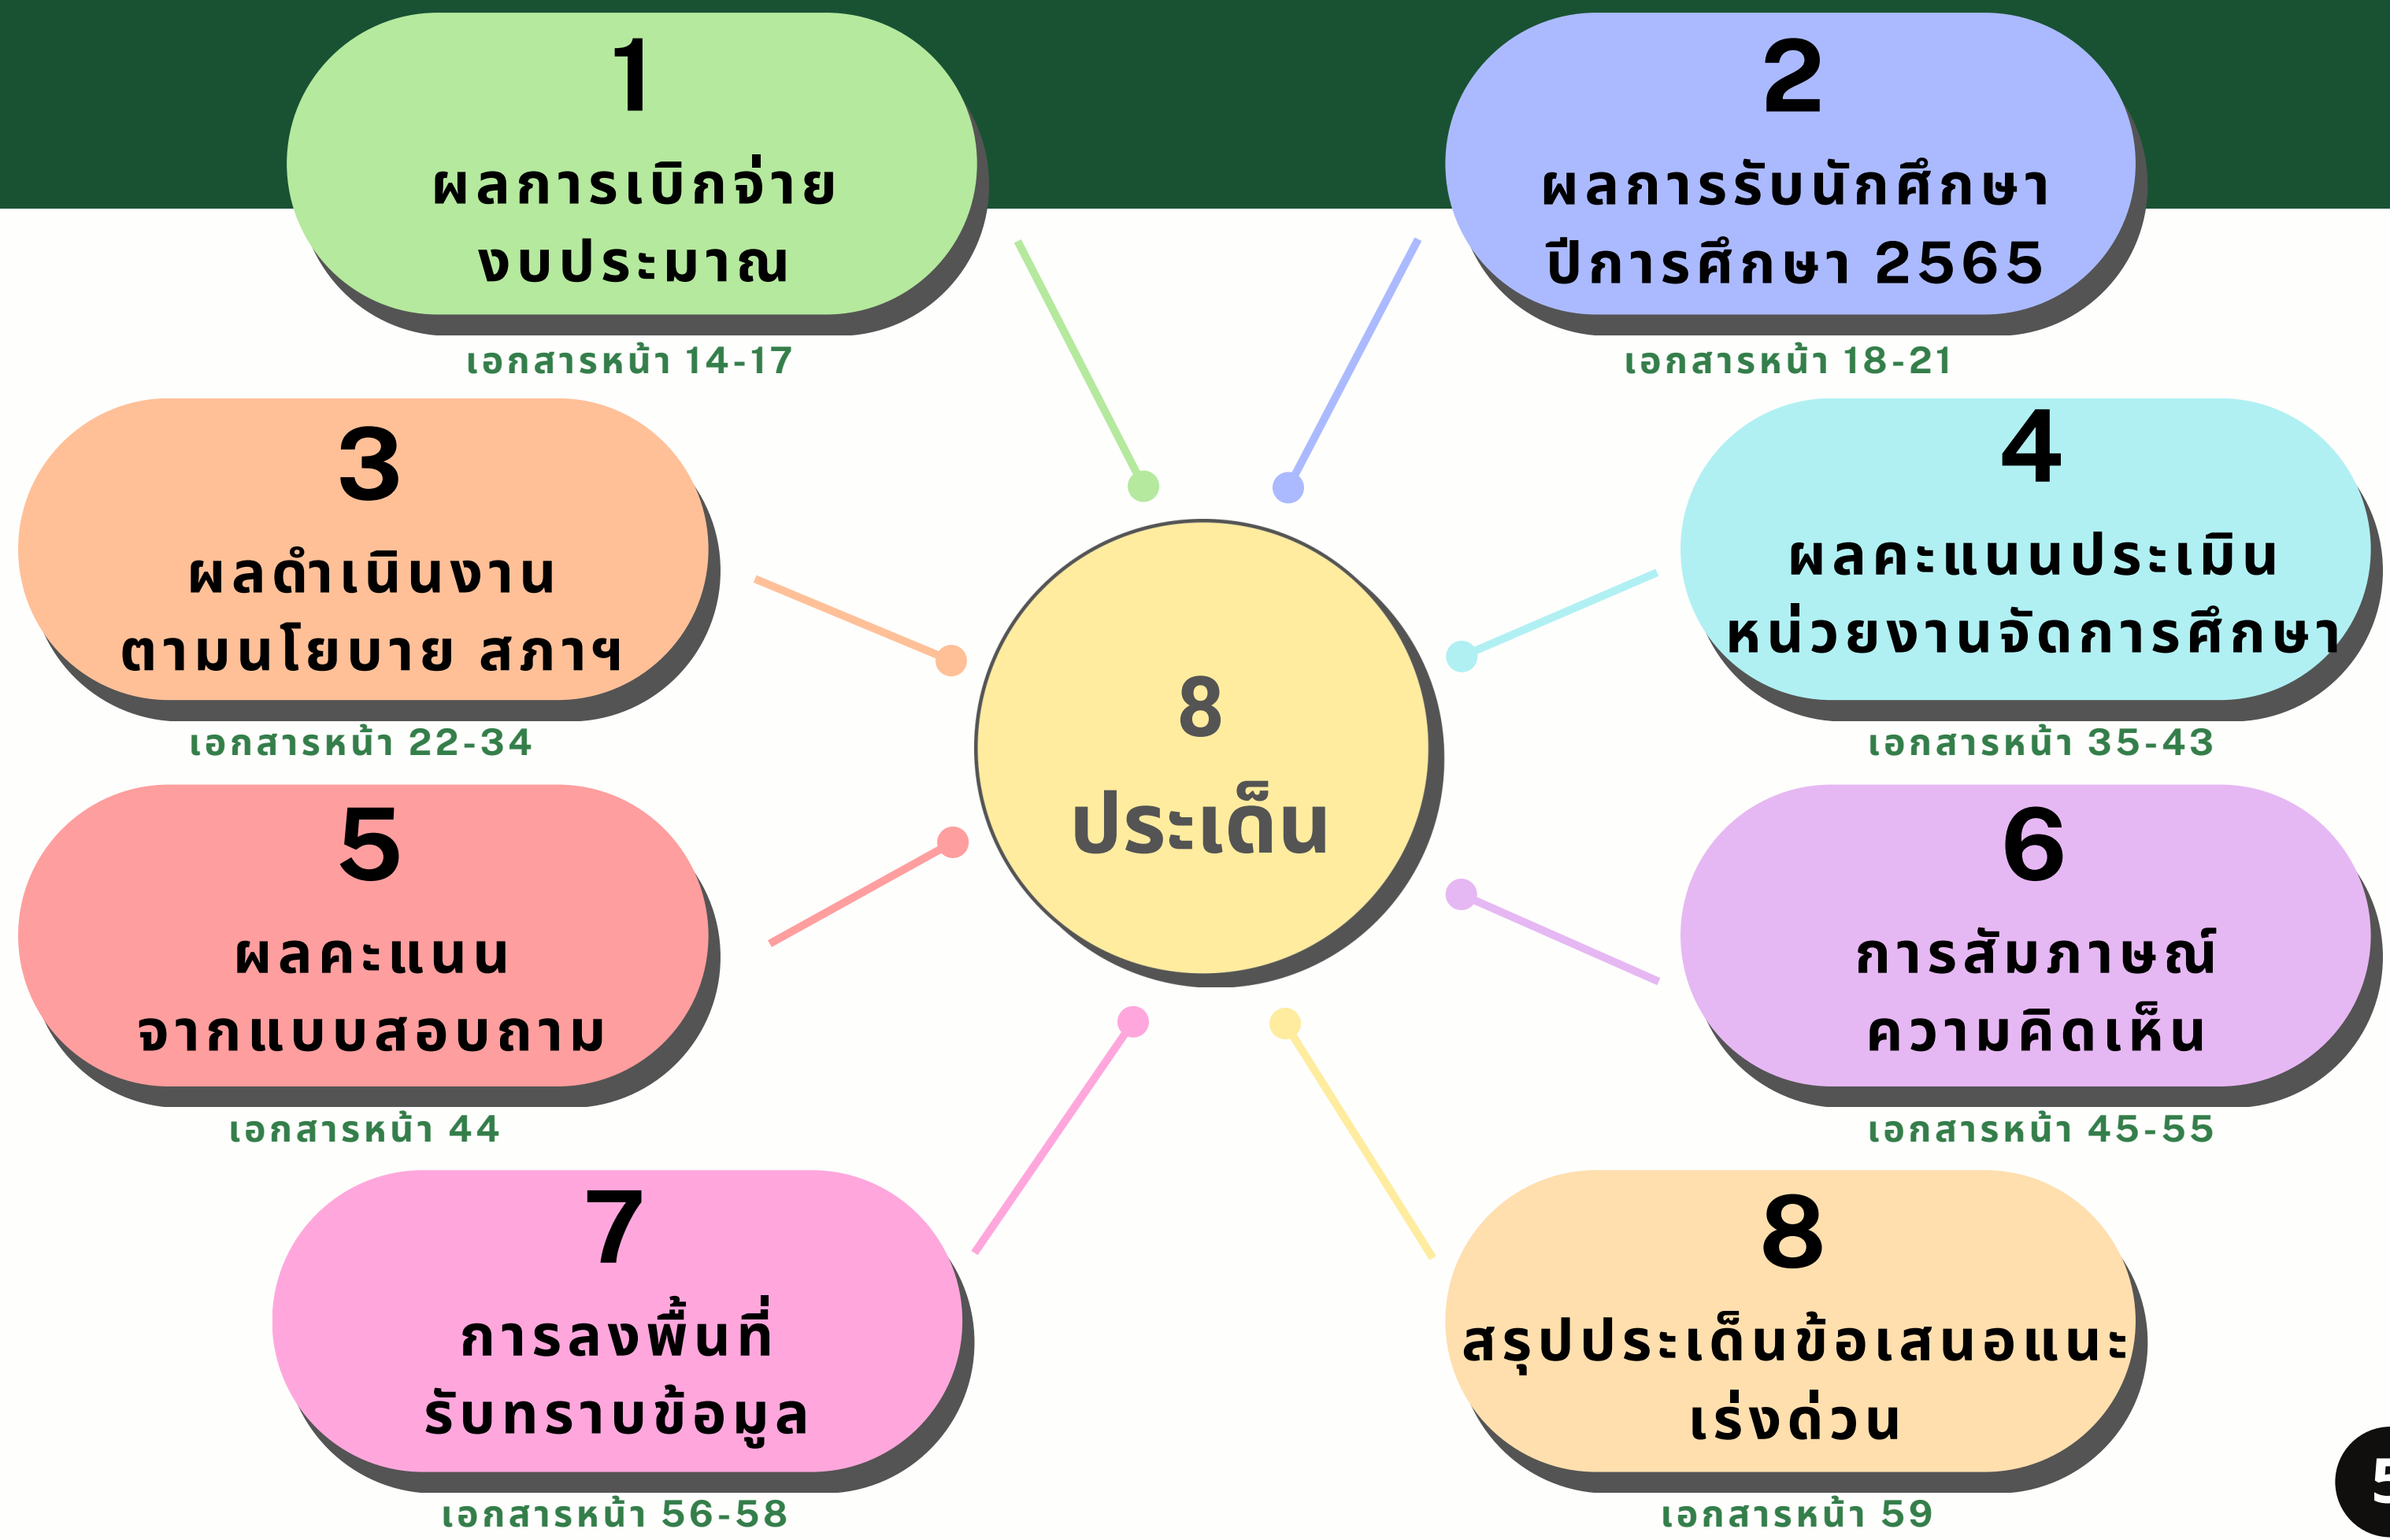 1
ผลการเบิกจ่าย
งบประมาณ
เอกสารหน้า 14-17
2
ผลการรับนักศึกษา
ปีการศึกษา 2565
เอกสารหน้า 18-21
3
ผลดำเนินงาน
ตามนโยบาย สภาฯ
เอกสารหน้า 22-34
4
ผลคะแนนประเมิน
หน่วยงานจัดการศึกษา
เอกสารหน้า 35-43
8
ประเด็น
5
ผลคะแนน
จากแบบสอบถาม
เอกสารหน้า 44
6
การสัมภาษณ์
ความคิดเห็น
เอกสารหน้า 45-55
7
การลงพื้นที่
รับทราบข้อมูล
เอกสารหน้า 56-58
8
สรุปประเด็นข้อเสนอแนะ
เร่งด่วน
เอกสารหน้า 59